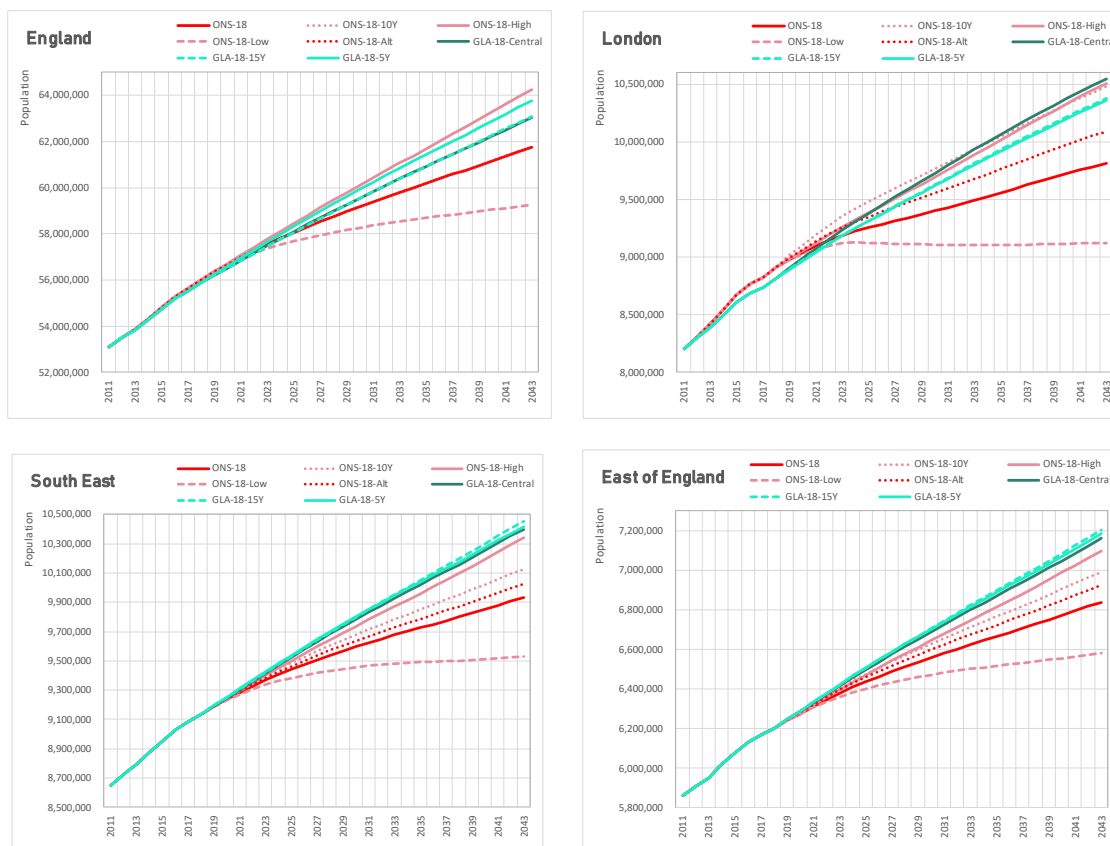 England
ONS-18 ONS-18-10Y ONS-18-High
ONS-18-Low ONS-18-Alt GLA-18-Central
GLA-18-15Y GLA-18-5Y
Population
64,000,000
62,000,000
60,000,000
58,000,000
56,000,000
54,000,000
52,000,000
2011 2013 2015 2017 2019 2021 2023 2025 2027 2029 2031 2033 2035 2037 2039 2041 2043
London
ONS-18 ONS-18-10Y ONS-18-High
ONS-18-Low ONS-18-Alt GLA-18-Centra
GLA-18-15Y GLA-18-5Y
Population
10,500,000
10,000,000
9,500,000
9,000,000
8,500,000
8,000,000
2011 2013 2015 2017 2019 2021 2023 2025 2027 2029 2031 2033 2035 2037 2039 2041 2043
South East
ONS-18 ONS-18-10Y ONS-18-High
ONS-18-Low ONS-18-Alt GLA-18-Central
GLA-18-15Y GLA-18-5Y
Population
10,500,000
10,300,000
10,100,000
9,900,000
9,700,000
9,500,000
9,300,000
9,100,000
8,900,000
8,700,000
8,500,000
2011 2013 2015 2017 2019 2021 2023 2025 2027 2029 2031 2033 2035 2037 2039 2041 2043
East of England
ONS-18 ONS-18-10Y ONS-18-High
ONS-18-Low ONS-18-Alt GLA-18-Centra
GLA-18-15Y GLA-18-5Y
Population
7,200,000
7,000,000
6,800,000
6,600,000
6,400,000
6,200,000
6,000,000
5,800,000
2011 2013 2015 2017 2019 2021 2023 2025 2027 2029 2031 2033 2035 2037 2039 2041 2043